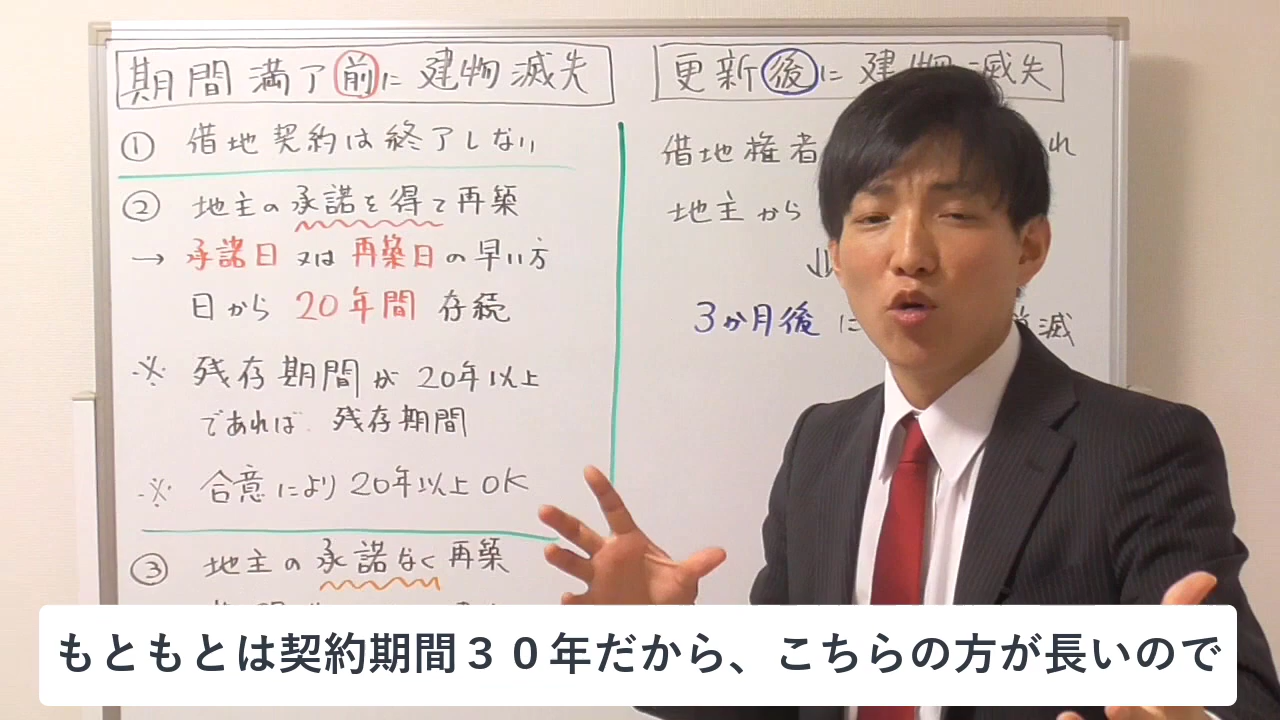 期間満了前に建物滅失
① 借地契約は終了しない
② 地主の承諾を得て再築
→ 承諾日又は再築日の早い方
日から20年間存続
※ 残存期間が20年以上
であれば残存期間
※ 合意により20年以上OK
③ 地主の承諾なく再築
更新後に建物滅失
借地権者
れ
地主から
↓
3か月後に
滅
もともとは契約期間３０年だから、こちらの方が長いので